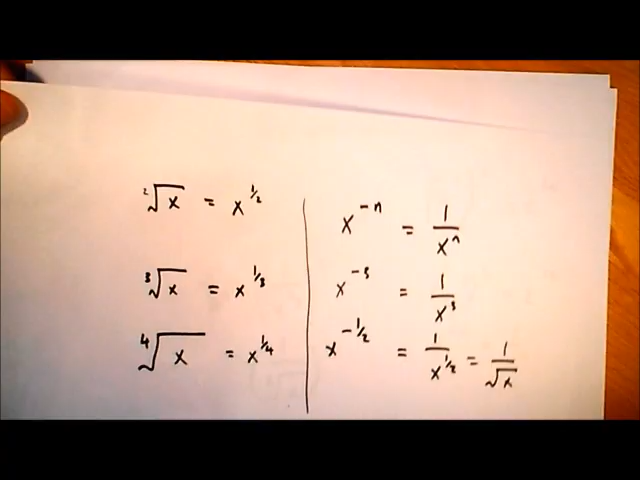 ²√x = x^1/2
³√x = x^1/3
⁴√x = x^1/4
x^-n = 1/x^n
x^-3 = 1/x^3
x^-1/2 = 1/x^1/2 = 1/√x